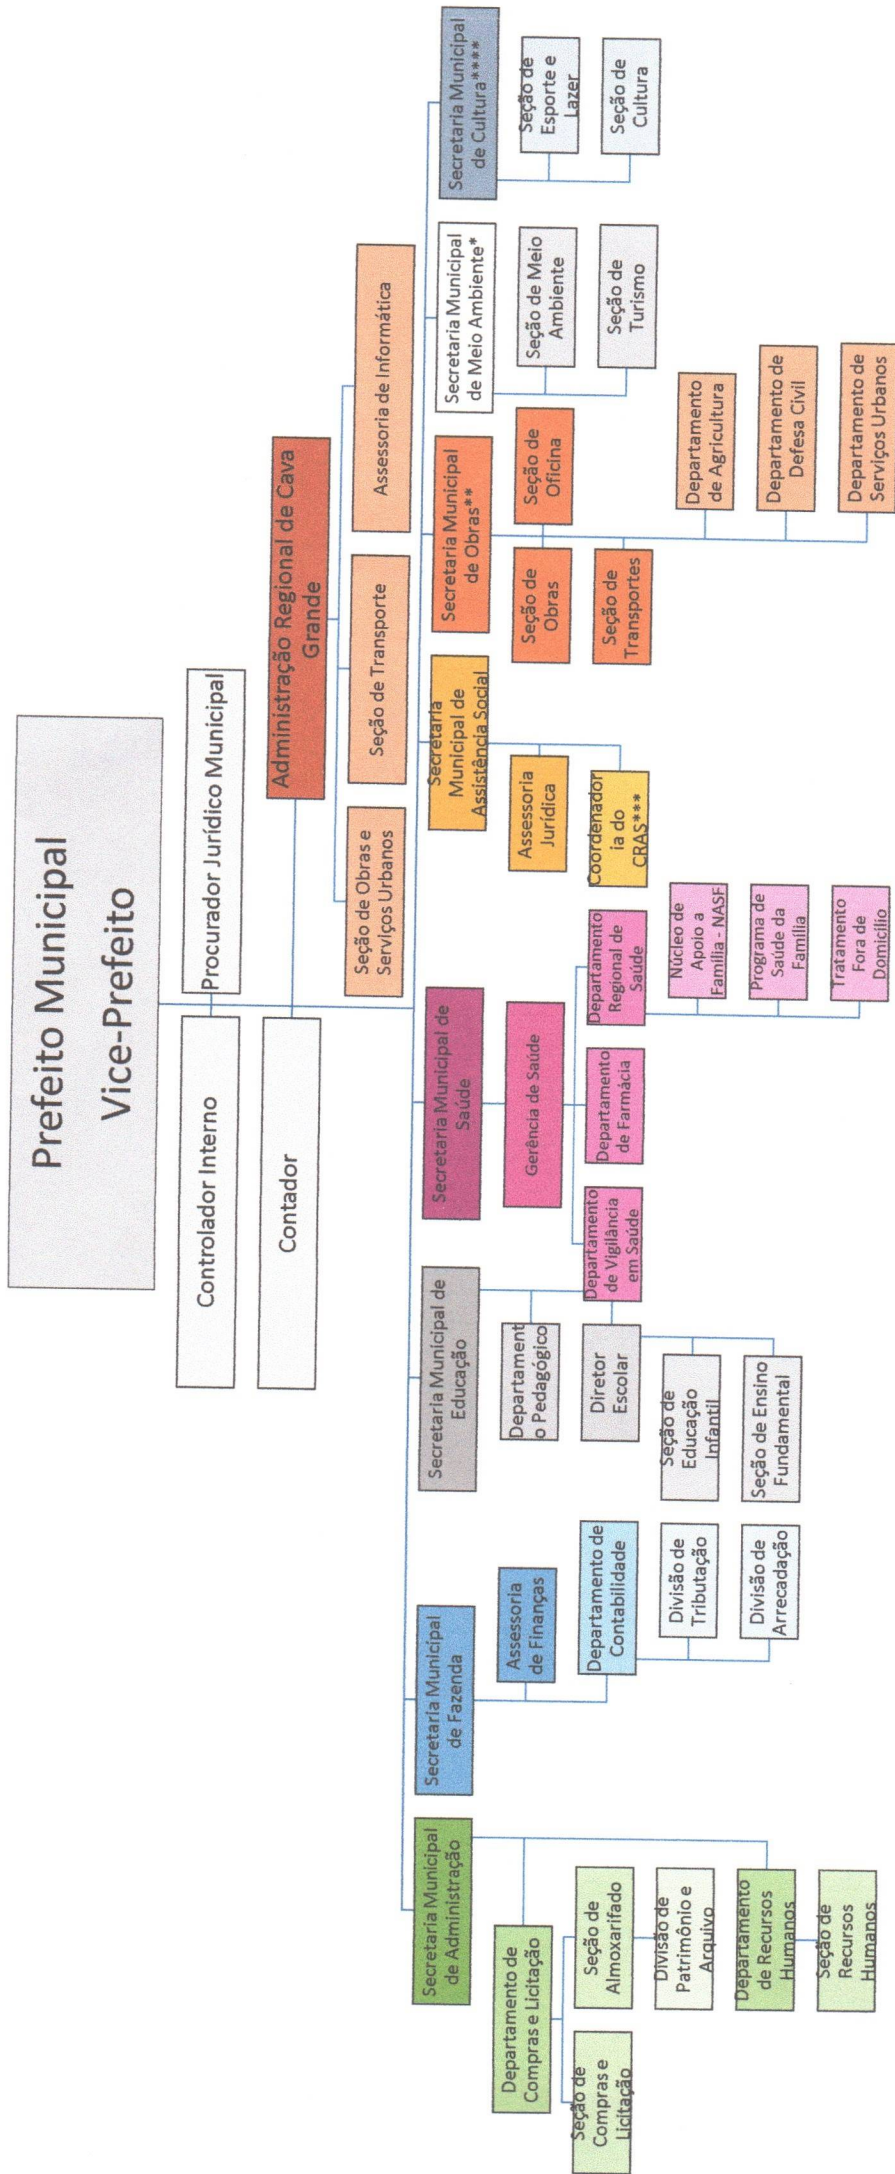 Prefeito Municipal
Vice-Prefeito
Controlador Interno
Procurador Jurídico Municipal
Contador
Administração Regional de Cava
Grande
Seção de Obras e
Serviços Urbanos
Seção de Transporte
Assessoria de Informática
Secretaria Municipal
de Administração
Departamento de
Compras e Licitação
Seção de
Compras e
Licitação
Seção de
Almoxarifado
Divisão de
Patrimônio e
Arquivo
Departamento
de Recursos
Humanos
Seção de
Recursos
Humanos
Secretaria Municipal
de Fazenda
Assessoria
de Finanças
Departamento de
Contabilidade
Divisão de
Tributação
Divisão de
Arrecadação
Secretaria Municipal de
Educação
Departament
o Pedagógico
Diretor
Escolar
Seção de
Educação
Infantil
Seção de Ensino
Fundamental
Secretaria Municipal de
Saúde
Gerência de Saúde
Departamento
de Vigilância
em Saúde
Departamento
de Farmácia
Departamento
Regional de
Saúde
Núcleo de
Apoio a
Família - NASF
Programa de
Saúde da
Família
Tratamento
Fora de
Domicílio
Secretaria
Municipal de
Assistência Social
Assessoria
Jurídica
Coordenador
ia do
CRAS***
Secretaria Municipal
de Obras**
Seção de
Obras
Seção de
Oficina
Seção de
Transportes
Departamento
de Agricultura
Departamento de
Defesa Civil
Departamento de
Serviços Urbanos
Secretaria Municipal
de Meio Ambiente*
Seção de Meio
Ambiente
Seção de
Turismo
Secretaria Municipal
de Cultura****
Seção de
Esporte e
Lazer
Seção de
Cultura